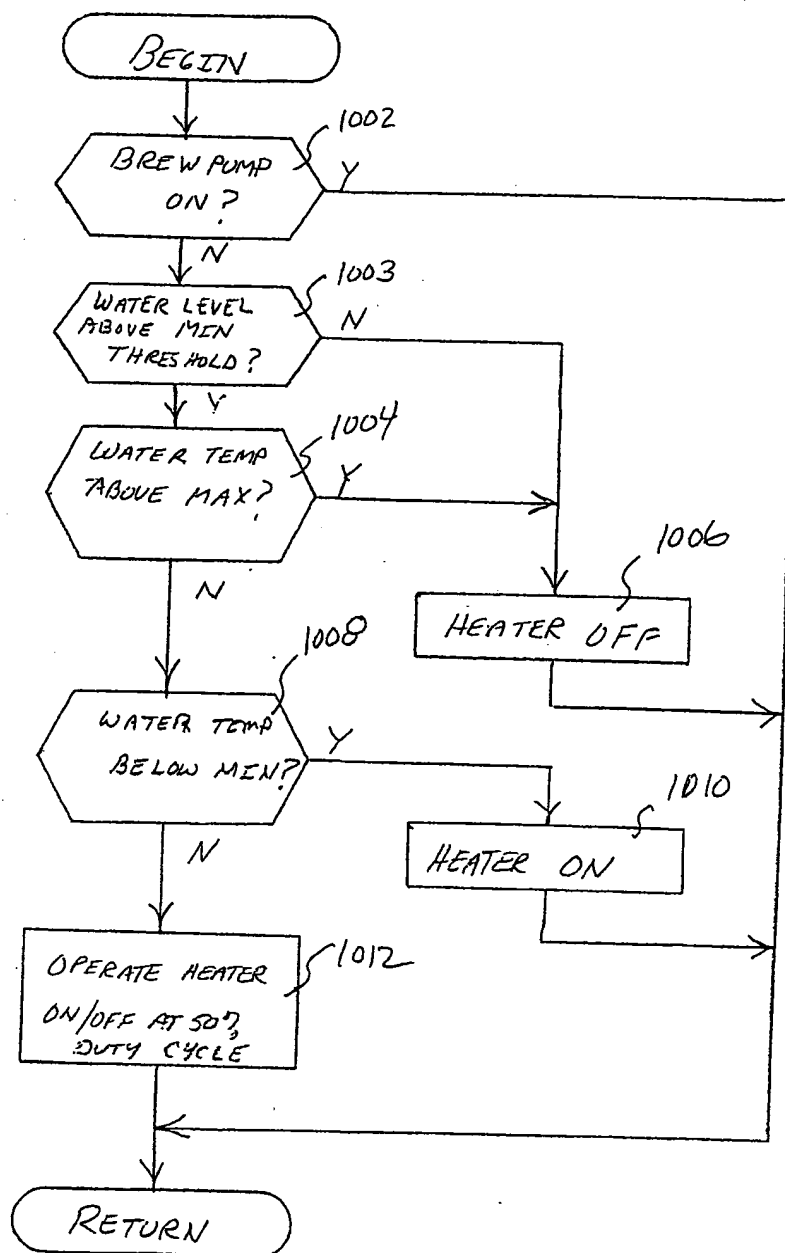 BEGIN
1002
BREW PUMP
ON?
Y
N
1003
WATER LEVEL
ABOVE MIN
THRESHOLD?
N
Y
1004
WATER TEMP
ABOVE MAX?
Y
N
1006
HEATER OFF
1008
WATER TEMP
BELOW MIN?
Y
N
1010
HEATER ON
1012
OPERATE HEATER
ON/OFF AT 50%
DUTY CYCLE
RETURN